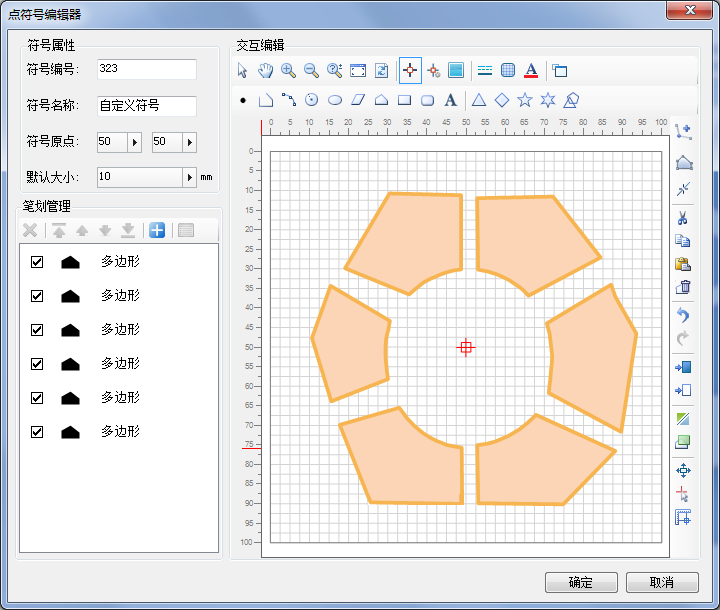 点符号编辑器
符号属性
符号编号: 323
符号名称: 自定义符号
符号原点: 50 50
默认大小: 10 mm
笔划管理
多边形
多边形
多边形
多边形
多边形
多边形
交互编辑
A
A
0 5 10 15 20 25 30 35 40 45 50 55 60 65 70 75 80 85 90 95 100
0
5
10
15
20
25
30
35
40
45
50
55
60
65
70
75
80
85
90
95
100
确定 取消